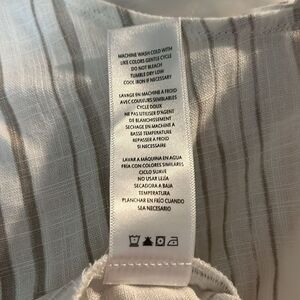 MACHINE WASH COLD WITH
LIKE COLORS GENTLE CYCLE
DO NOT BLEACH
TUMBLE DRY LOW
COOL IRON IF NECESSARY
LAVAGE EN MACHINE A FROID
AVEC COULEURS SEMBLABLES
CYCLE DOUX
NE PAS UTILISER D'AGENT
DE BLANCHISSEMENT
SECHAGE EN MACHINE A
BASSE TEMPERATURE
REPASSER A FROID
SI NECESSAIRE
LAVAR A MÁQUINA EN AGUA
FRÍA CON COLORES SIMILARES
CICLO SUAVE
NO USAR LEJÍA
SECADORA A BAJA
TEMPERATURA
PLANCHAR EN FRÍO CUANDO
SEA NECESARIO